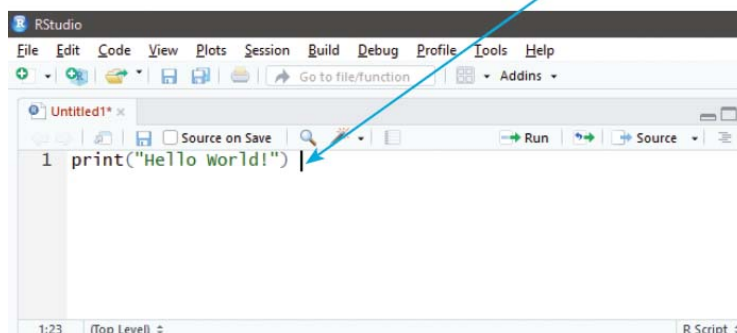 RStudio
File Edit Code View Plots Session Build Debug Profile Tools Help
Go to file/function Addins
Untitled1*
Source on Save Run Source
1 print("Hello World!")
1:23 (Top Level) R Script